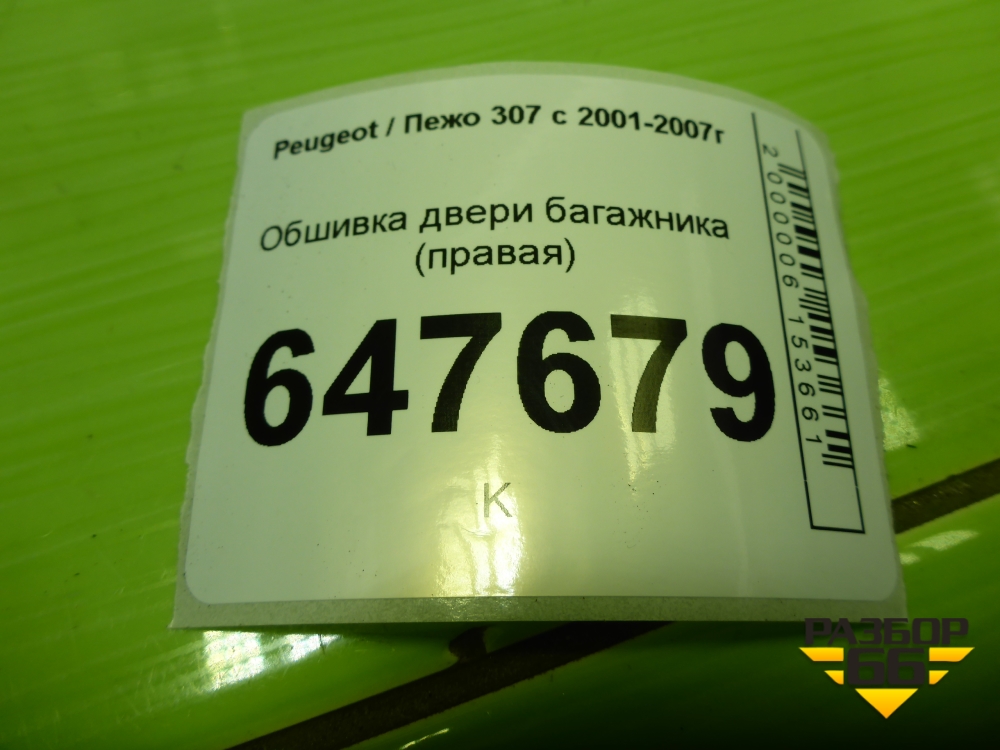 Peugeot / Пежо 307 с 2001-2007г
Обшивка двери багажника
(правая)
647679
К
2000006153661
РАЗБОР
66